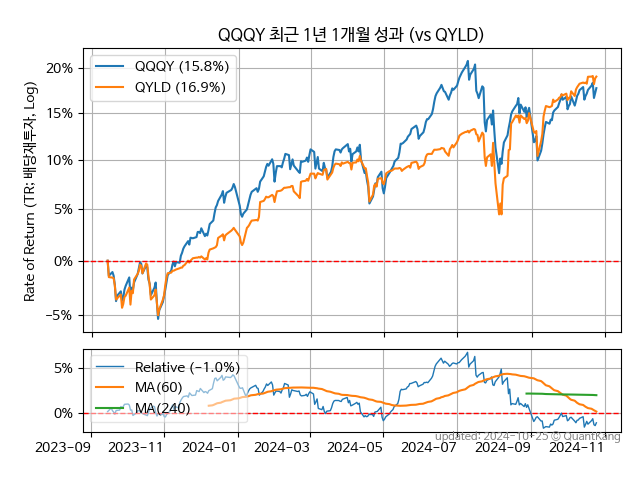 QQQY 최근 1년 1개월 성과 (vs QYLD)
Rate of Return (TR: 배당재투자, Log)
20%
15%
10%
5%
0%
−5%
QQQY (15.8%)
QYLD (16.9%)
5%
0%
Relative (−1.0%)
MA(60)
MA(240)
updated: 2024-10-25 © QuantKang
2023−09
2023−11
2024−01
2024−03
2024−05
2024−07
2024−09
2024−11